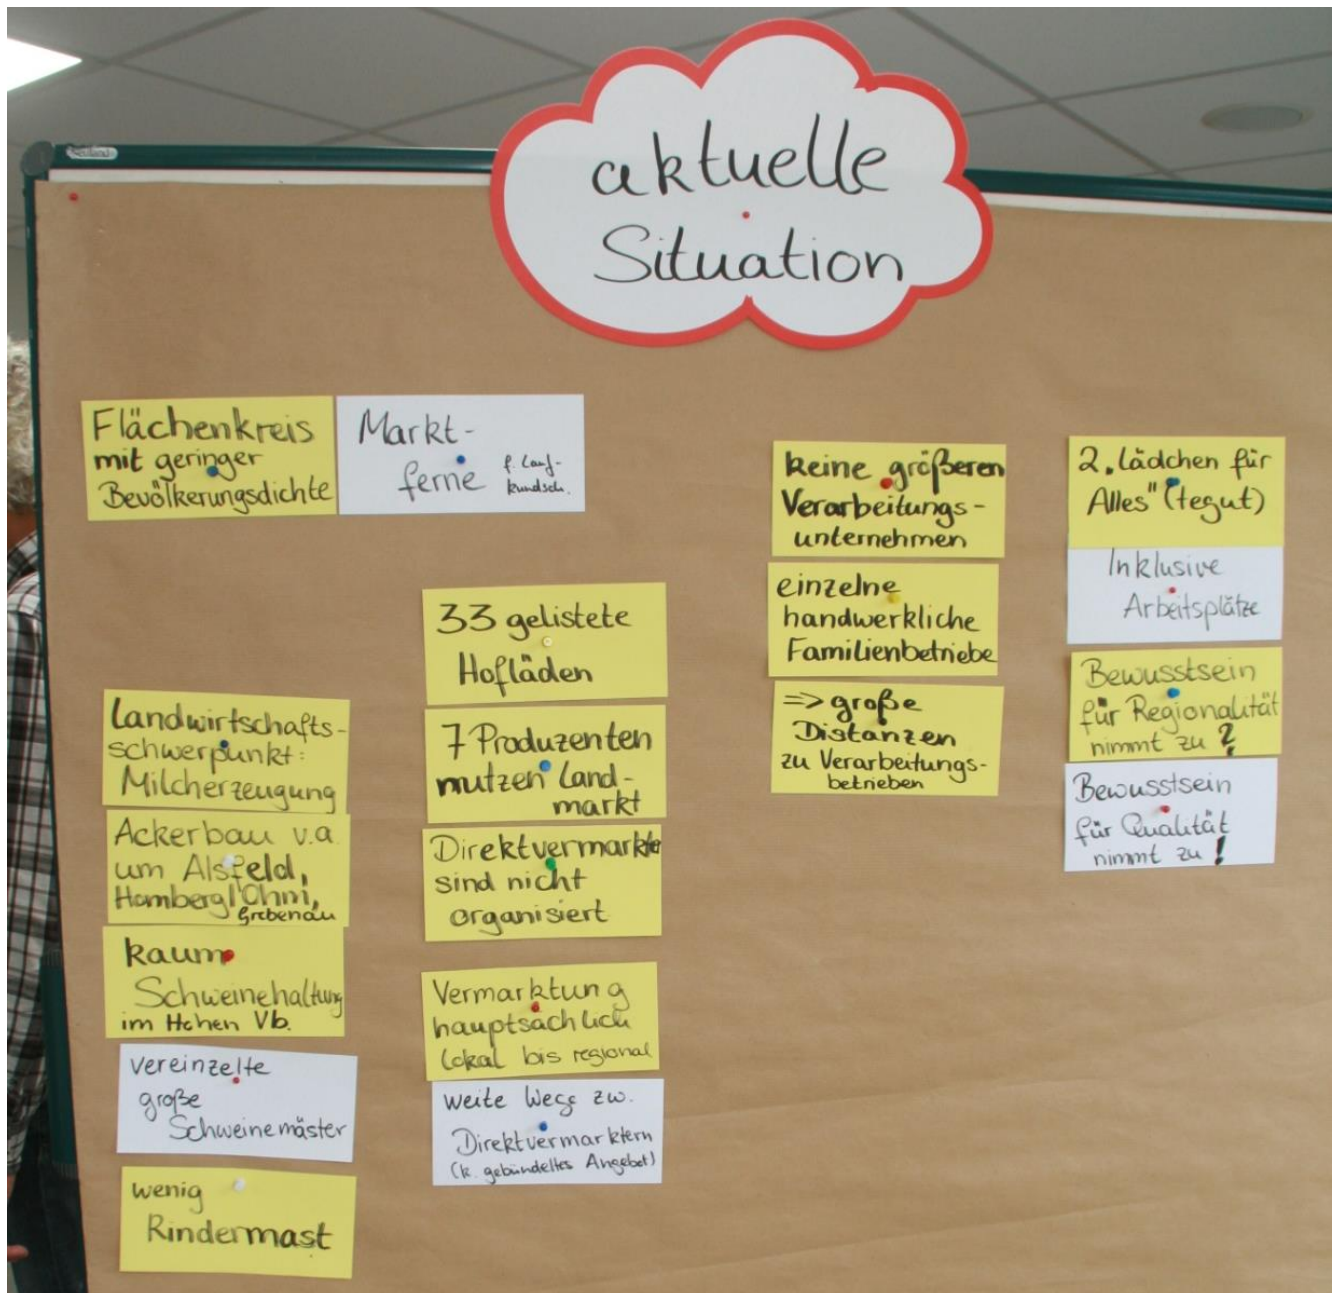 aktuelle
Situation
Flächenkreis
mit geringer
Bevölkerungsdichte
Markt-
ferne
f. Lauf-
kundsch.
Landwirtschafts-
schwerpunkt:
Milcherzeugung
Ackerbau v.a.
um Alsfeld,
Homberg/Ohm,
Grebenau
kaum
Schweinehaltung
im Hohen Vb.
vereinzelte
große
Schweinemäster
wenig
Rindermast
33 gelistete
Hofläden
7 Produzenten
nutzen Land-
markt
Direktvermarkter
sind nicht
organisiert
Vermarktung
hauptsächlich
lokal bis regional
weite Wege zw.
Direktvermarktern
(k. gebündeltes Angebot)
keine größeren
Verarbeitungs-
unternehmen
einzelne
handwerkliche
Familienbetriebe
=> große
Distanzen
zu Verarbeitungs-
betrieben
2 „Lädchen für
Alles" (tegut)
Inklusive
Arbeitsplätze
Bewusstsein
für Regionalität
nimmt zu ?
Bewusstsein
für Qualität
nimmt zu !